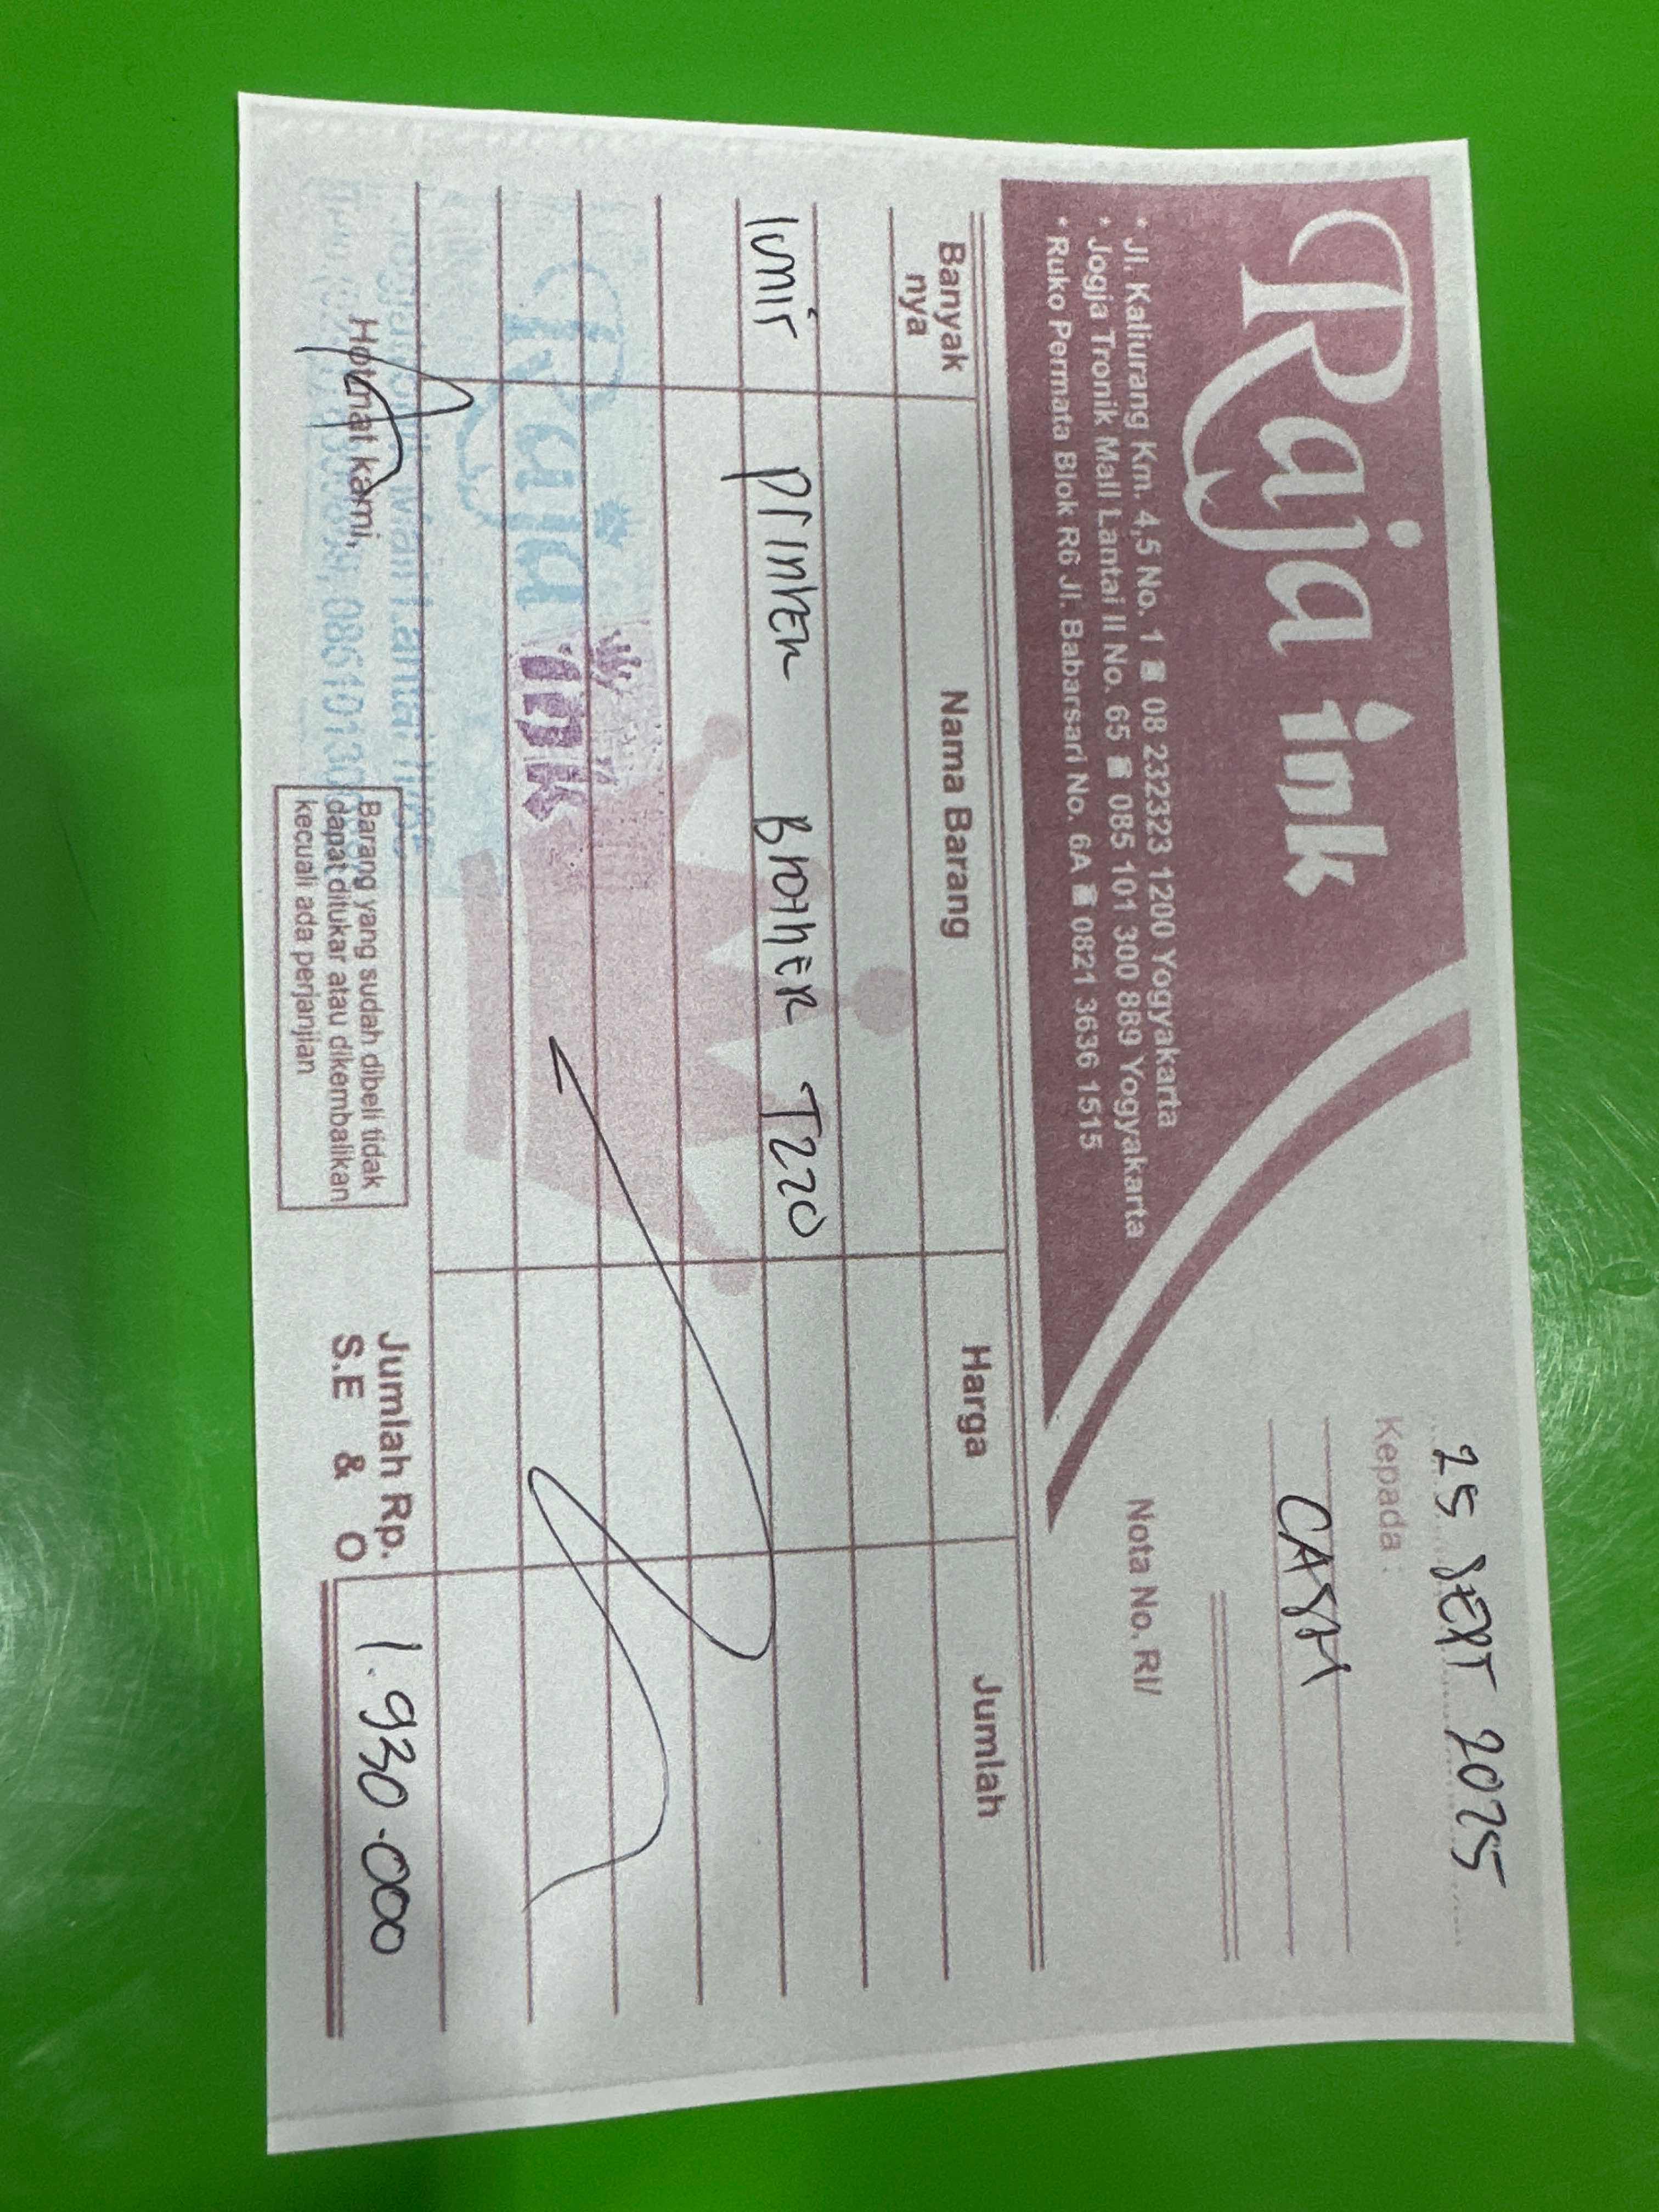 Raja ink
* Jl. Kaliurang Km. 4,5 No. 1 ☎ 08 2323231200 Yogyakarta
* Jogja Tronik Mall Lantai II No. 65 ☎ 085 101 300 889 Yogyakarta
* Ruko Permata Blok R6 Jl. Babarsari No. 6A ☎ 0821 3636 1515
25 SEPT 2025
Kepada :
CASH
Nota No. RI/
Banyak nya Nama Barang Harga Jumlah
1 unit Printer Brother T220
Raja ink
Hormat kami,
Barang yang sudah dibeli tidak
dapat ditukar atau dikembalikan
kecuali ada perjanjian
Jumlah Rp. 1.930.000
S.E & O